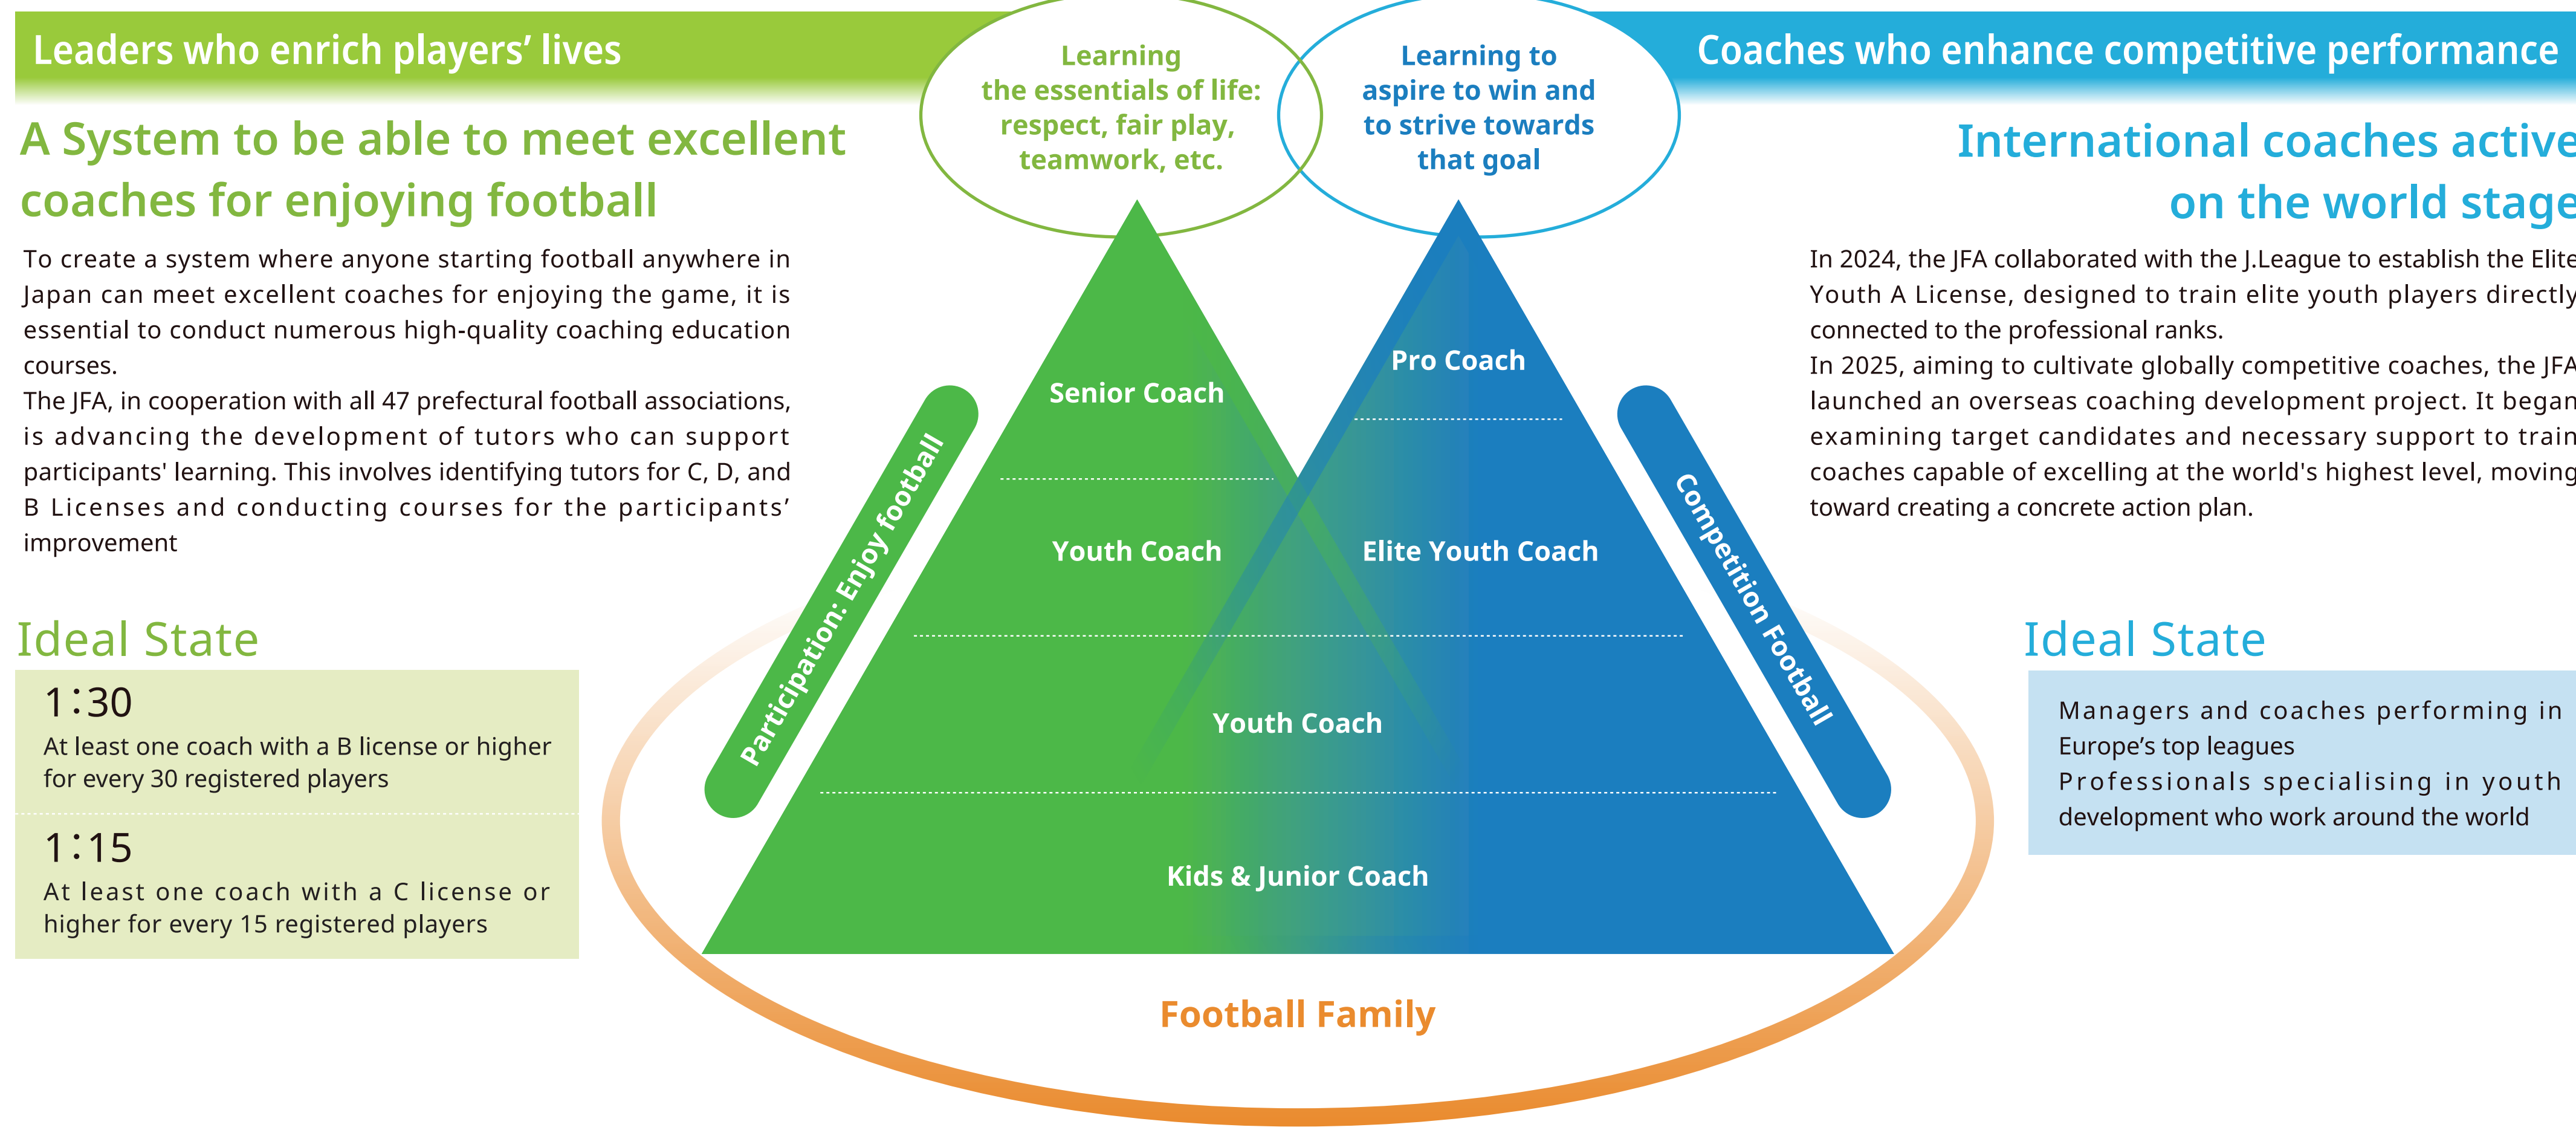 Leaders who enrich players’ lives
A System to be able to meet excellent
coaches for enjoying football
To create a system where anyone starting football anywhere in
Japan can meet excellent coaches for enjoying the game, it is
essential to conduct numerous high-quality coaching education
courses.
The JFA, in cooperation with all 47 prefectural football associations,
is advancing the development of tutors who can support
participants' learning. This involves identifying tutors for C, D, and
B Licenses and conducting courses for the participants’
improvement
Ideal State
1:30
At least one coach with a B license or higher
for every 30 registered players
1:15
At least one coach with a C license or
higher for every 15 registered players
Learning
the essentials of life:
respect, fair play,
teamwork, etc.
Learning to
aspire to win and
to strive towards
that goal
Participation: Enjoy football
Senior Coach
Youth Coach
Pro Coach
Elite Youth Coach
Youth Coach
Kids & Junior Coach
Competition Football
Football Family
Coaches who enhance competitive performance
International coaches active
on the world stage
In 2024, the JFA collaborated with the J.League to establish the Elite
Youth A License, designed to train elite youth players directly
connected to the professional ranks.
In 2025, aiming to cultivate globally competitive coaches, the JFA
launched an overseas coaching development project. It began
examining target candidates and necessary support to train
coaches capable of excelling at the world's highest level, moving
toward creating a concrete action plan.
Ideal State
Managers and coaches performing in
Europe’s top leagues
Professionals specialising in youth
development who work around the world